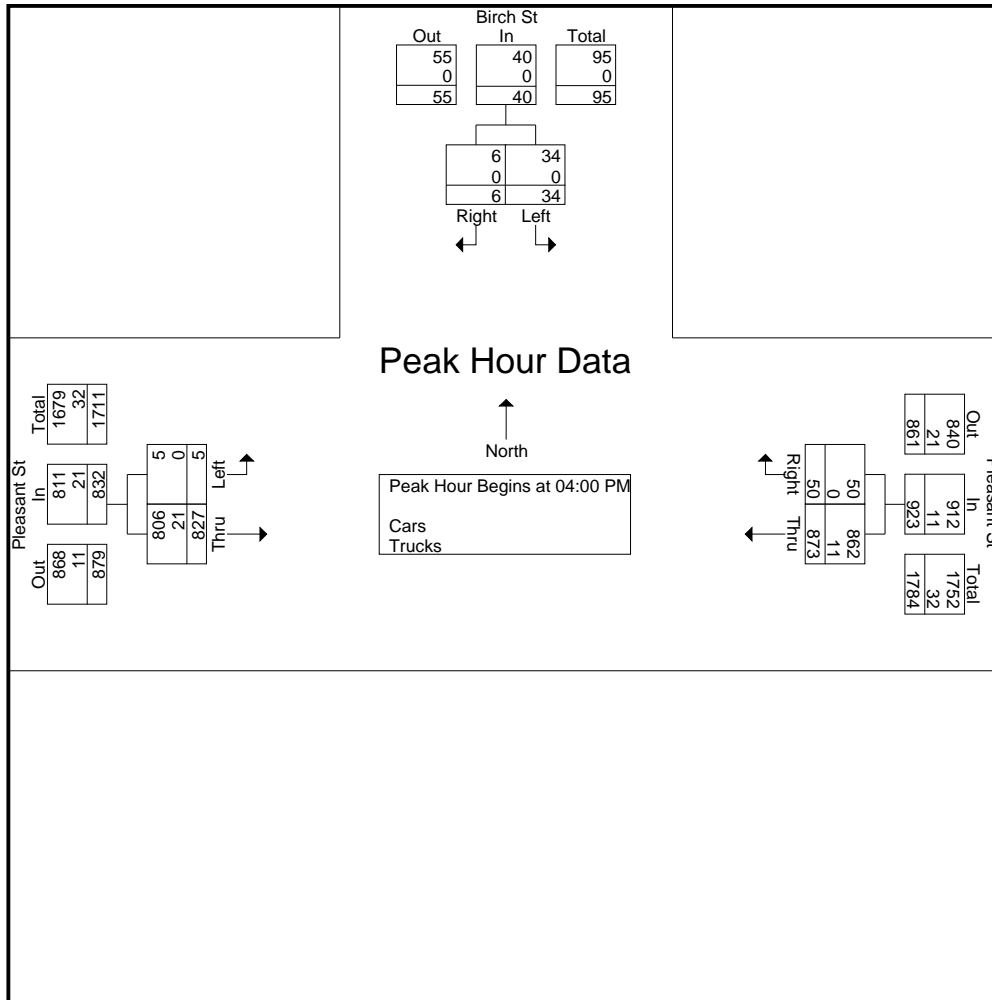 Birch St
Out In Total
55 40 95
0 0 0
55 40 95
6 34
0 0
6 34
Right Left
Peak Hour Data
North
Peak Hour Begins at 04:00 PM
Cars
Trucks
Pleasant St
Total
1679
32
1711
In
811
21
832
Out
868
11
879
Left
5
0
5
Thru
806
21
827
Pleasant St
Out
840
21
861
In
912
11
923
Total
1752
32
1784
Right
50
0
50
Thru
862
11
873